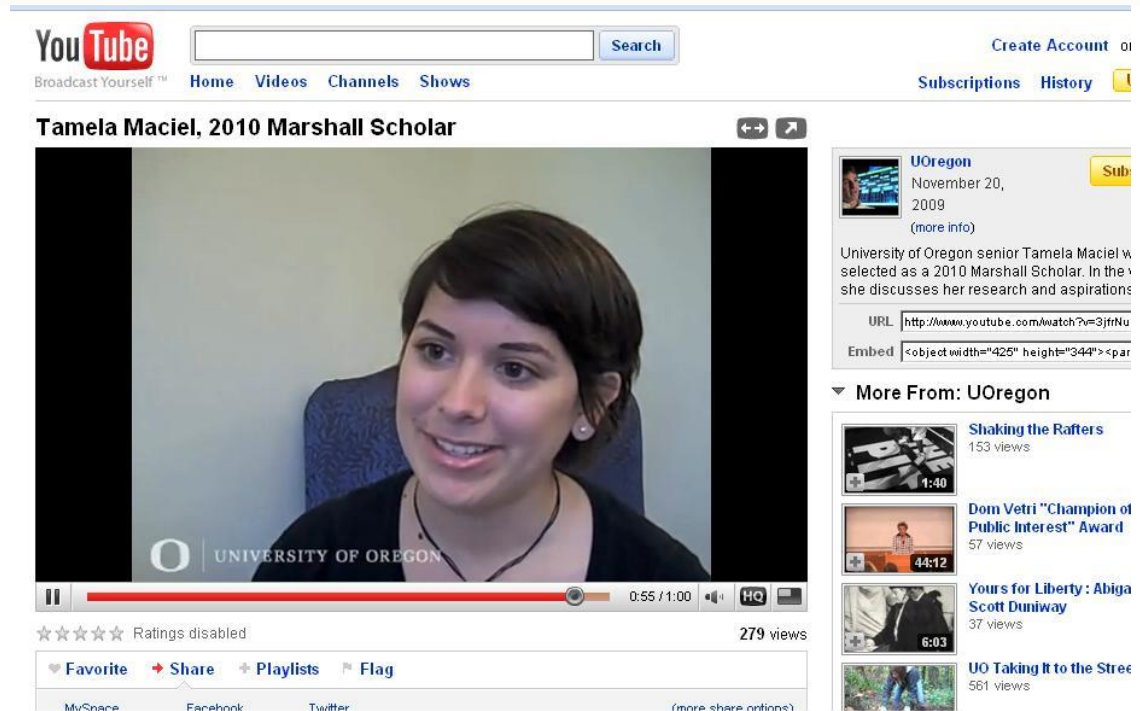 You Tube
Broadcast Yourself ™
Search
Create Account
Home Videos Channels Shows
Subscriptions History
Tamela Maciel, 2010 Marshall Scholar
UNIVERSITY OF OREGON
0:55 / 1:00
HQ
Ratings disabled
279 views
Favorite Share Playlists Flag
MySpace Facebook Twitter (more share options)
UOregon
November 20,
2009
(more info)
University of Oregon senior Tamela Maciel w
selected as a 2010 Marshall Scholar. In the
she discusses her research and aspirations
URL http://www.youtube.com/watch?v=3jfrNu
Embed <object width="425" height="344"><par
More From: UOregon
Shaking the Rafters
153 views
1:40
Dom Vetri "Champion of
Public Interest" Award
57 views
44:12
Yours for Liberty : Abiga
Scott Duniway
37 views
6:03
UO Taking It to the Stree
561 views